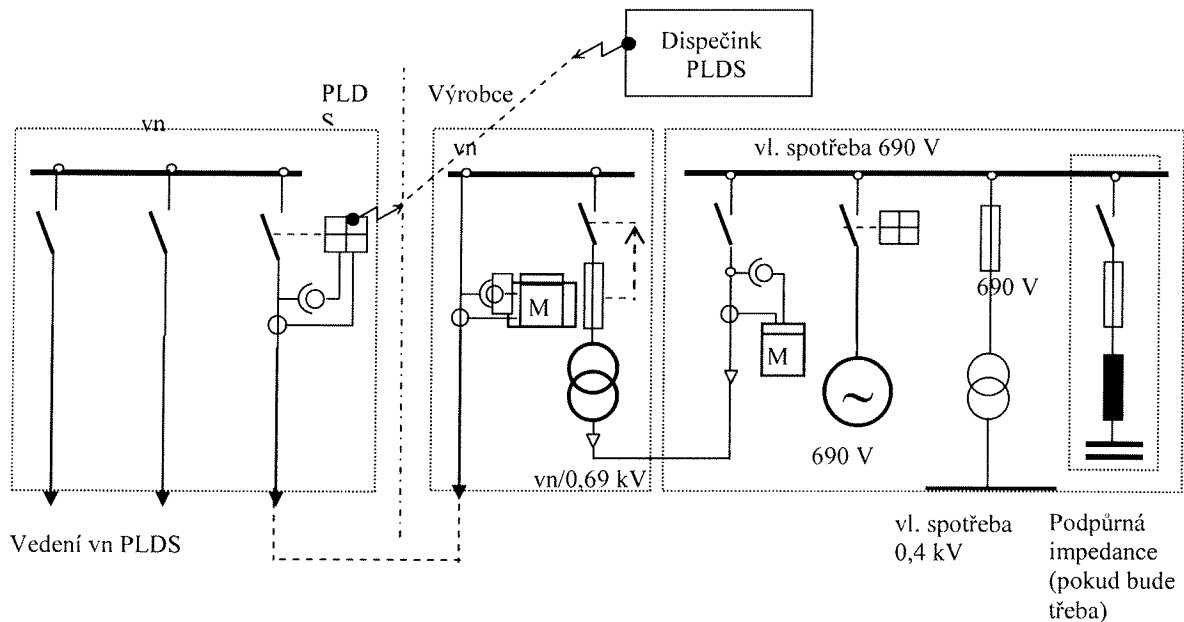 Dispečink
PLDS
PLD
S
Výrobce
vn
vn
vl. spotřeba 690 V
M
M
690 V
~
690 V
vn/0,69 kV
Vedení vn PLDS
vl. spotřeba
0,4 kV
Podpůrná
impedance
(pokud bude
třeba)